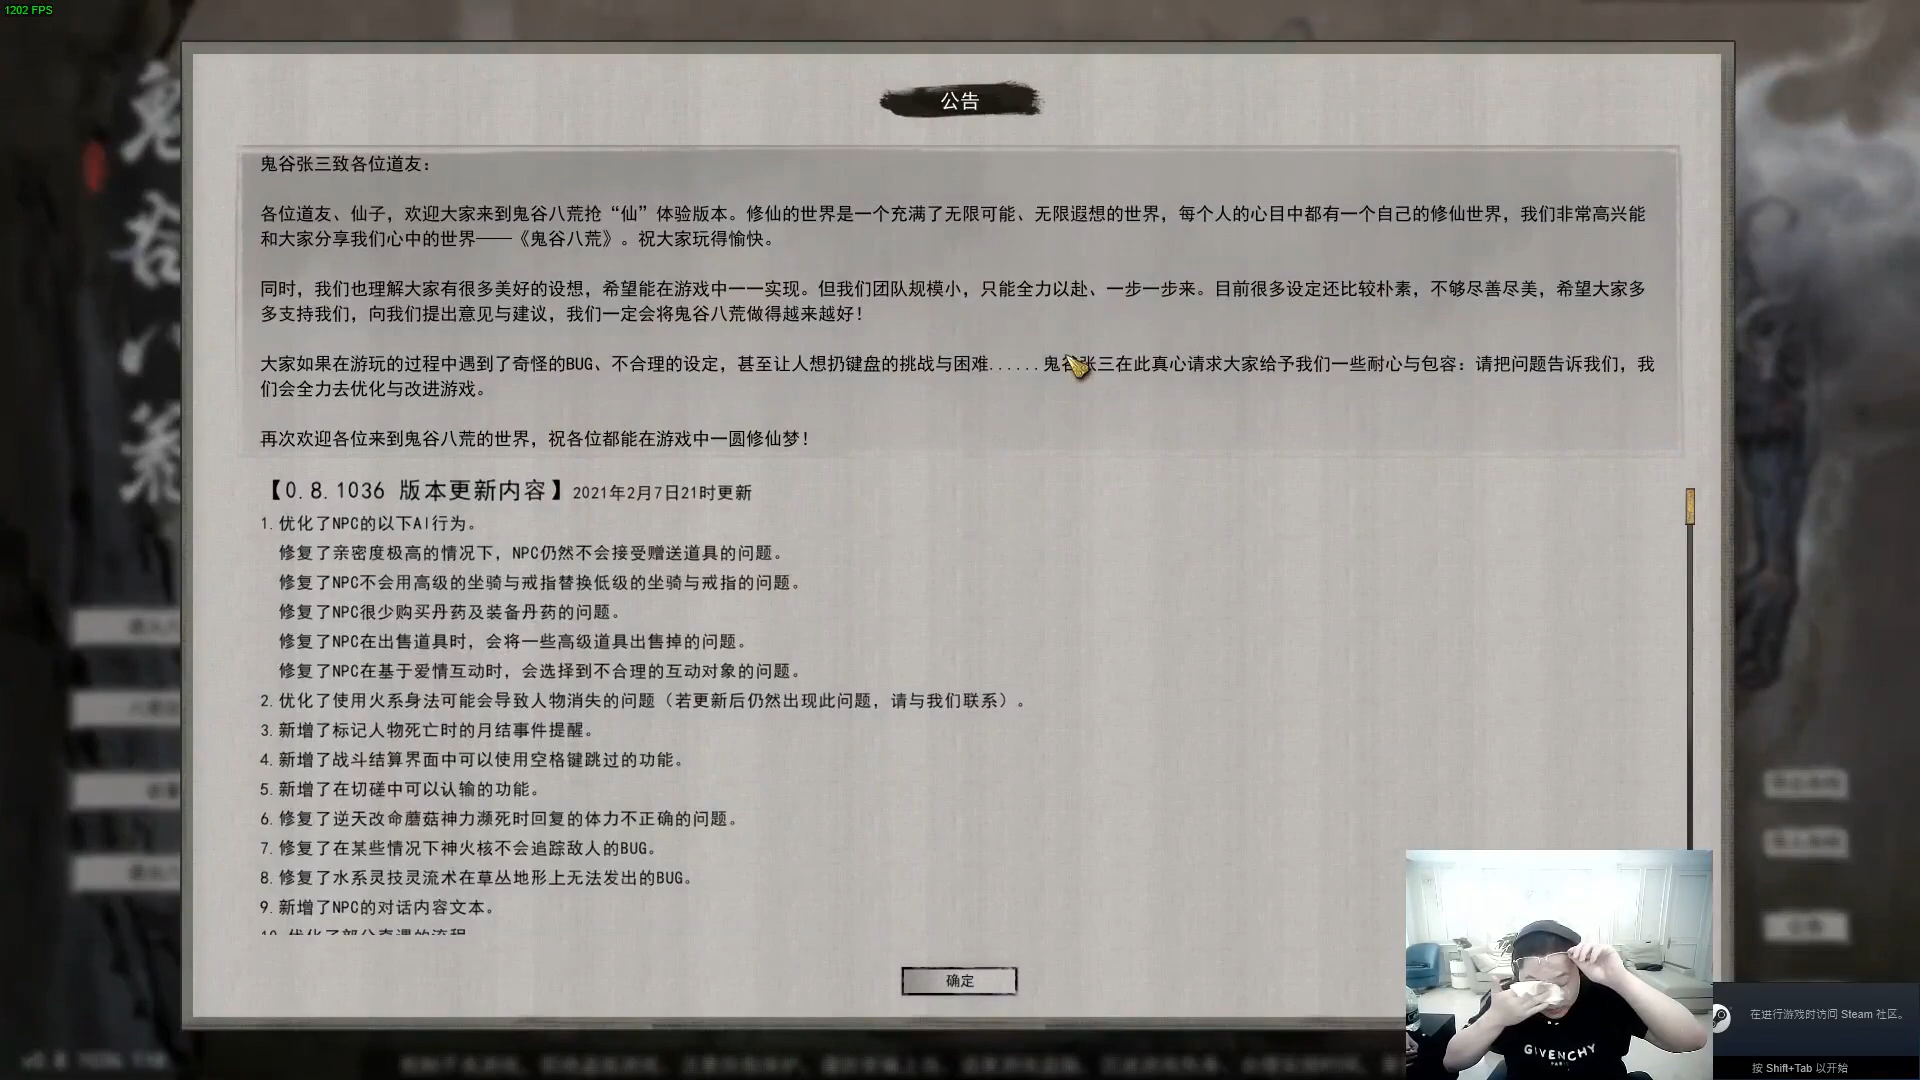 1202 FPS
公告
鬼谷张三致各位道友：
各位道友、仙子，欢迎大家来到鬼谷八荒抢“仙”体验版本。修仙的世界是一个充满了无限可能、无限遐想的世界，每个人的心目中都有一个自己的修仙世界，我们非常高兴能
和大家分享我们心中的世界——《鬼谷八荒》。祝大家玩得愉快。
同时，我们也理解大家有很多美好的设想，希望能在游戏中一一实现。但我们团队规模小，只能全力以赴、一步一步来。目前很多设定还比较朴素，不够尽善尽美，希望大家多
多支持我们，向我们提出意见与建议，我们一定会将鬼谷八荒做得越来越好！
大家如果在游玩的过程中遇到了奇怪的BUG、不合理的设定，甚至让人想扔键盘的挑战与困难......鬼谷张三在此真心请求大家给予我们一些耐心与包容：请把问题告诉我们，我
们会全力去优化与改进游戏。
再次欢迎各位来到鬼谷八荒的世界，祝各位都能在游戏中一圆修仙梦！
【0.8.1036 版本更新内容】2021年2月7日21时更新
1.优化了NPC的以下AI行为。
修复了亲密度极高的情况下，NPC仍然不会接受赠送道具的问题。
修复了NPC不会用高级的坐骑与戒指替换低级的坐骑与戒指的问题。
修复了NPC很少购买丹药及装备丹药的问题。
修复了NPC在出售道具时，会将一些高级道具出售掉的问题。
修复了NPC在基于爱情互动时，会选择到不合理的互动对象的问题。
2.优化了使用火系身法可能会导致人物消失的问题（若更新后仍然出现此问题，请与我们联系）。
3.新增了标记人物死亡时的月结事件提醒。
4.新增了战斗结算界面中可以使用空格键跳过的功能。
5.新增了在切磋中可以认输的功能。
6.修复了逆天改命蘑菇神力濒死时回复的体力不正确的问题。
7.修复了在某些情况下神火核不会追踪敌人的BUG。
8.修复了水系灵技灵流术在草丛地形上无法发出的BUG。
9.新增了NPC的对话内容文本。
10.优化了部分奇遇的流程
确定
GIVENCHY
在进行游戏时访问 Steam 社区。
按 Shift+Tab 以开始